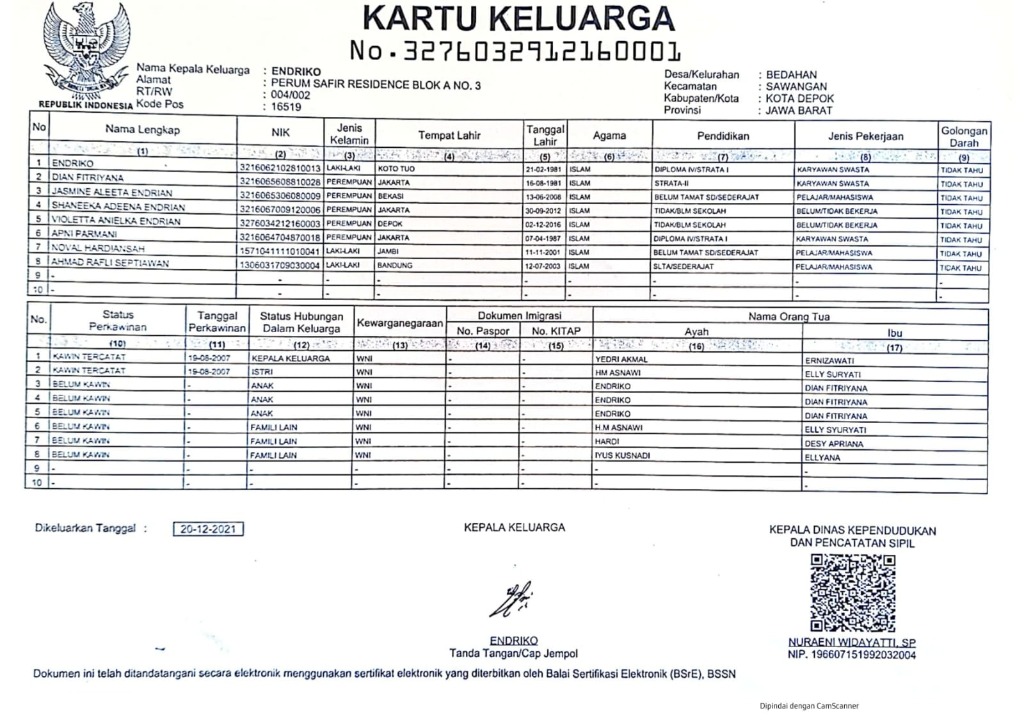 KARTU KELUARGA
No.3276032912160001
REPUBLIK INDONESIA
Nama Kepala Keluarga : ENDRIKO
Alamat : PERUM SAFIR RESIDENCE BLOK A NO. 3
RT/RW : 004/002
Kode Pos : 16519
Desa/Kelurahan : BEDAHAN
Kecamatan : SAWANGAN
Kabupaten/Kota : KOTA DEPOK
Provinsi : JAWA BARAT
No Nama Lengkap NIK Jenis Kelamin Tempat Lahir Tanggal Lahir Agama Pendidikan Jenis Pekerjaan Golongan Darah
(1) (2) (3) (4) (5) (6) (7) (8) (9)
1 ENDRIKO 3216062102810013 LAKI-LAKI KOTO TUO 21-02-1981 ISLAM DIPLOMA IV/STRATA I KARYAWAN SWASTA TIDAK TAHU
2 DIAN FITRIYANA 3216065608810028 PEREMPUAN JAKARTA 16-08-1981 ISLAM STRATA-II KARYAWAN SWASTA TIDAK TAHU
3 JASMINE ALEETA ENDRIAN 3216065306080009 PEREMPUAN BEKASI 13-06-2008 ISLAM BELUM TAMAT SD/SEDERAJAT PELAJAR/MAHASISWA TIDAK TAHU
4 SHANEEKA ADEENA ENDRIAN 3216067009120006 PEREMPUAN JAKARTA 30-09-2012 ISLAM TIDAK/BLM SEKOLAH BELUM/TIDAK BEKERJA TIDAK TAHU
5 VIOLETTA ANIELKA ENDRIAN 3276034212160003 PEREMPUAN DEPOK 02-12-2016 ISLAM TIDAK/BLM SEKOLAH BELUM/TIDAK BEKERJA TIDAK TAHU
6 APNI PARMANI 3216064704870018 PEREMPUAN JAKARTA 07-04-1987 ISLAM DIPLOMA IV/STRATA I KARYAWAN SWASTA TIDAK TAHU
7 NOVAL HARDIANSAH 1571041111010041 LAKI-LAKI JAMBI 11-11-2001 ISLAM BELUM TAMAT SD/SEDERAJAT PELAJAR/MAHASISWA TIDAK TAHU
8 AHMAD RAFLI SEPTIAWAN 1306031709030004 LAKI-LAKI BANDUNG 12-07-2003 ISLAM SLTA/SEDERAJAT PELAJAR/MAHASISWA TIDAK TAHU
9 - - - - -
10 - - - - -
No. Status Perkawinan Tanggal Perkawinan Status Hubungan Dalam Keluarga Kewarganegaraan Dokumen Imigrasi Nama Orang Tua
No. Paspor No. KITAP Ayah Ibu
(10) (11) (12) (13) (14) (15) (16) (17)
1 KAWIN TERCATAT 19-08-2007 KEPALA KELUARGA WNI - - YEDRI AKMAL ERNIZAWATI
2 KAWIN TERCATAT 19-08-2007 ISTRI WNI - - HM ASNAWI ELLY SURYATI
3 BELUM KAWIN - ANAK WNI - - ENDRIKO DIAN FITRIYANA
4 BELUM KAWIN - ANAK WNI - - ENDRIKO DIAN FITRIYANA
5 BELUM KAWIN - ANAK WNI - - ENDRIKO DIAN FITRIYANA
6 BELUM KAWIN - FAMILI LAIN WNI - - H.M ASNAWI ELLY SYURYATI
7 BELUM KAWIN - FAMILI LAIN WNI - - HARDI DESY APRIANA
8 BELUM KAWIN - FAMILI LAIN WNI - - IYUS KUSNADI ELLYANA
9 - - - - - - - -
10 - - - - - - - -
Dikeluarkan Tanggal : 20-12-2021
KEPALA KELUARGA
ENDRIKO
Tanda Tangan/Cap Jempol
KEPALA DINAS KEPENDUDUKAN
DAN PENCATATAN SIPIL
NURAENI WIDAYATTI, SP
NIP. 196607151992032004
Dokumen ini telah ditandatangani secara elektronik menggunakan sertifikat elektronik yang diterbitkan oleh Balai Sertifikasi Elektronik (BSrE), BSSN
Dipindai dengan CamScanner